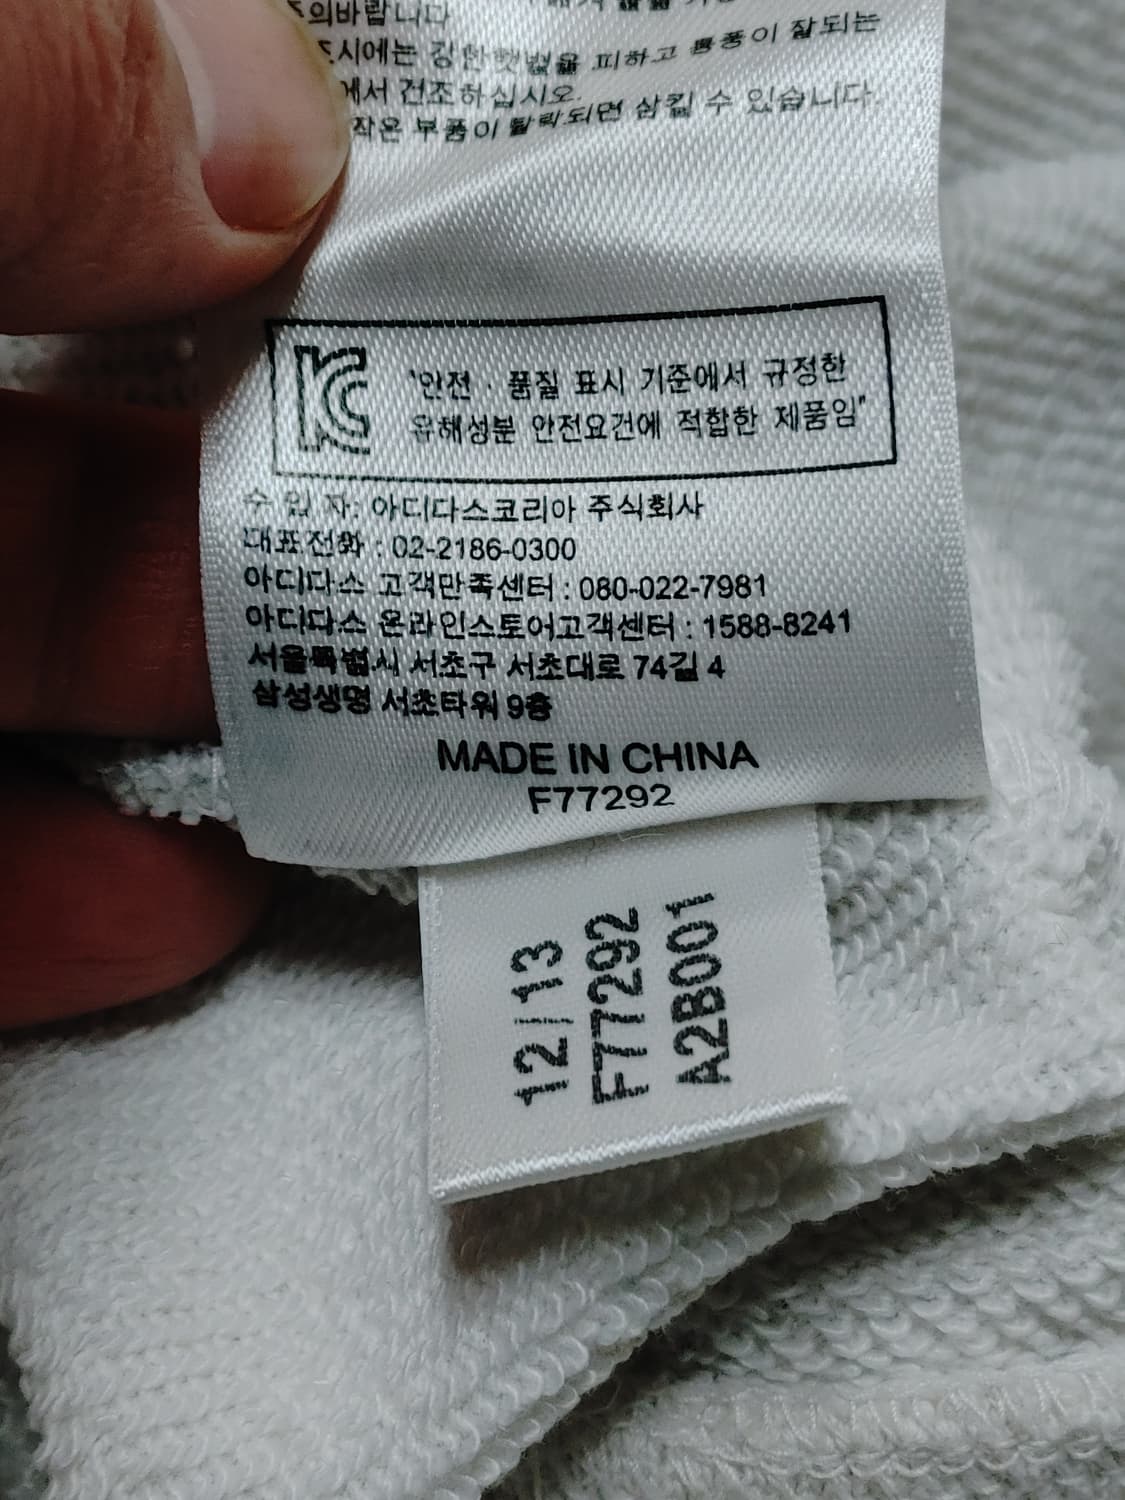 주의바랍니다
시에는 강한햇볕을 피하고 통풍이 잘되는
에서 건조하십시오.
작은 부품이 탈락되면 삼킬 수 있습니다.
KC
'안전 · 품질 표시 기준에서 규정한
유해성분 안전요건에 적합한 제품임"
수 입 자: 아디다스코리아 주식회사
대표전화 : 02-2186-0300
아디다스 고객만족센터 : 080-022-7981
아디다스 온라인스토어고객센터 : 1588-8241
서울특별시 서초구 서초대로 74길 4
삼성생명 서초타워 9층
MADE IN CHINA
F77292
12/13
F77292
A2B001